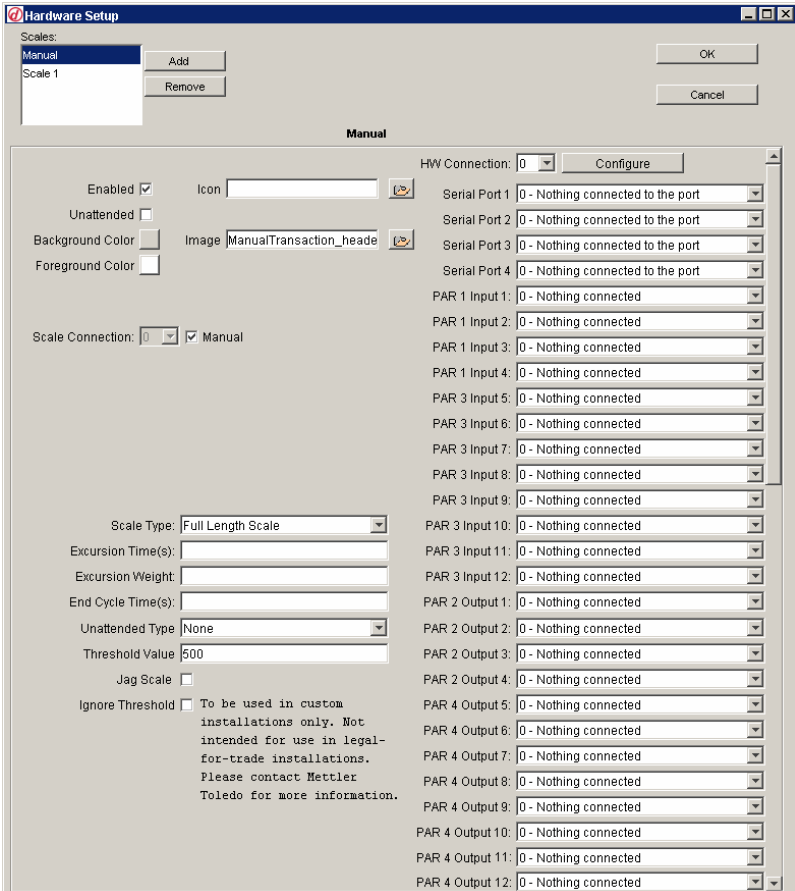 Hardware Setup
Scales:
Manual
Scale 1
Add
Remove
OK
Cancel
Manual
HW Connection: 0 Configure
Enabled
Icon
Unattended
Background Color
Image ManualTransaction_heade
Foreground Color
Scale Connection: 0 Manual
Serial Port 1 0 - Nothing connected to the port
Serial Port 2 0 - Nothing connected to the port
Serial Port 3 0 - Nothing connected to the port
Serial Port 4 0 - Nothing connected to the port
PAR 1 Input 1: 0 - Nothing connected
PAR 1 Input 2: 0 - Nothing connected
PAR 1 Input 3: 0 - Nothing connected
PAR 1 Input 4: 0 - Nothing connected
PAR 3 Input 5: 0 - Nothing connected
PAR 3 Input 6: 0 - Nothing connected
PAR 3 Input 7: 0 - Nothing connected
PAR 3 Input 8: 0 - Nothing connected
PAR 3 Input 9: 0 - Nothing connected
PAR 3 Input 10: 0 - Nothing connected
PAR 3 Input 11: 0 - Nothing connected
PAR 3 Input 12: 0 - Nothing connected
PAR 2 Output 1: 0 - Nothing connected
PAR 2 Output 2: 0 - Nothing connected
PAR 2 Output 3: 0 - Nothing connected
PAR 2 Output 4: 0 - Nothing connected
PAR 4 Output 5: 0 - Nothing connected
PAR 4 Output 6: 0 - Nothing connected
PAR 4 Output 7: 0 - Nothing connected
PAR 4 Output 8: 0 - Nothing connected
PAR 4 Output 9: 0 - Nothing connected
PAR 4 Output 10: 0 - Nothing connected
PAR 4 Output 11: 0 - Nothing connected
PAR 4 Output 12: 0 - Nothing connected
Scale Type: Full Length Scale
Excursion Time(s):
Excursion Weight:
End Cycle Time(s):
Unattended Type None
Threshold Value 500
Jag Scale
Ignore Threshold To be used in custom
installations only. Not
intended for use in legal-
for-trade installations.
Please contact Mettler
Toledo for more information.